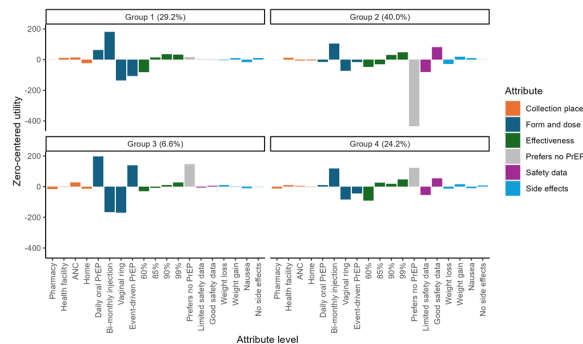 Group 1 (29.2%)
Group 2 (40.0%)
200
0
-200
-400
Group 3 (6.6%)
Group 4 (24.2%)
200
0
-200
-400
Zero-centered utility
Pharmacy
Health facility
ANC
Home
Daily oral PrEP
Bi-monthly injection
Vaginal ring
Event-driven PrEP
60%
85%
90%
99%
Prefers no PrEP
Limited safety data
Good safety data
Weight loss
Weight gain
Nausea
No side effects
Pharmacy
Health facility
ANC
Home
Daily oral PrEP
Bi-monthly injection
Vaginal ring
Event-driven PrEP
60%
85%
90%
99%
Prefers no PrEP
Limited safety data
Good safety data
Weight loss
Weight gain
Nausea
No side effects
Attribute level
Attribute
Collection place
Form and dose
Effectiveness
Prefers no PrEP
Safety data
Side effects